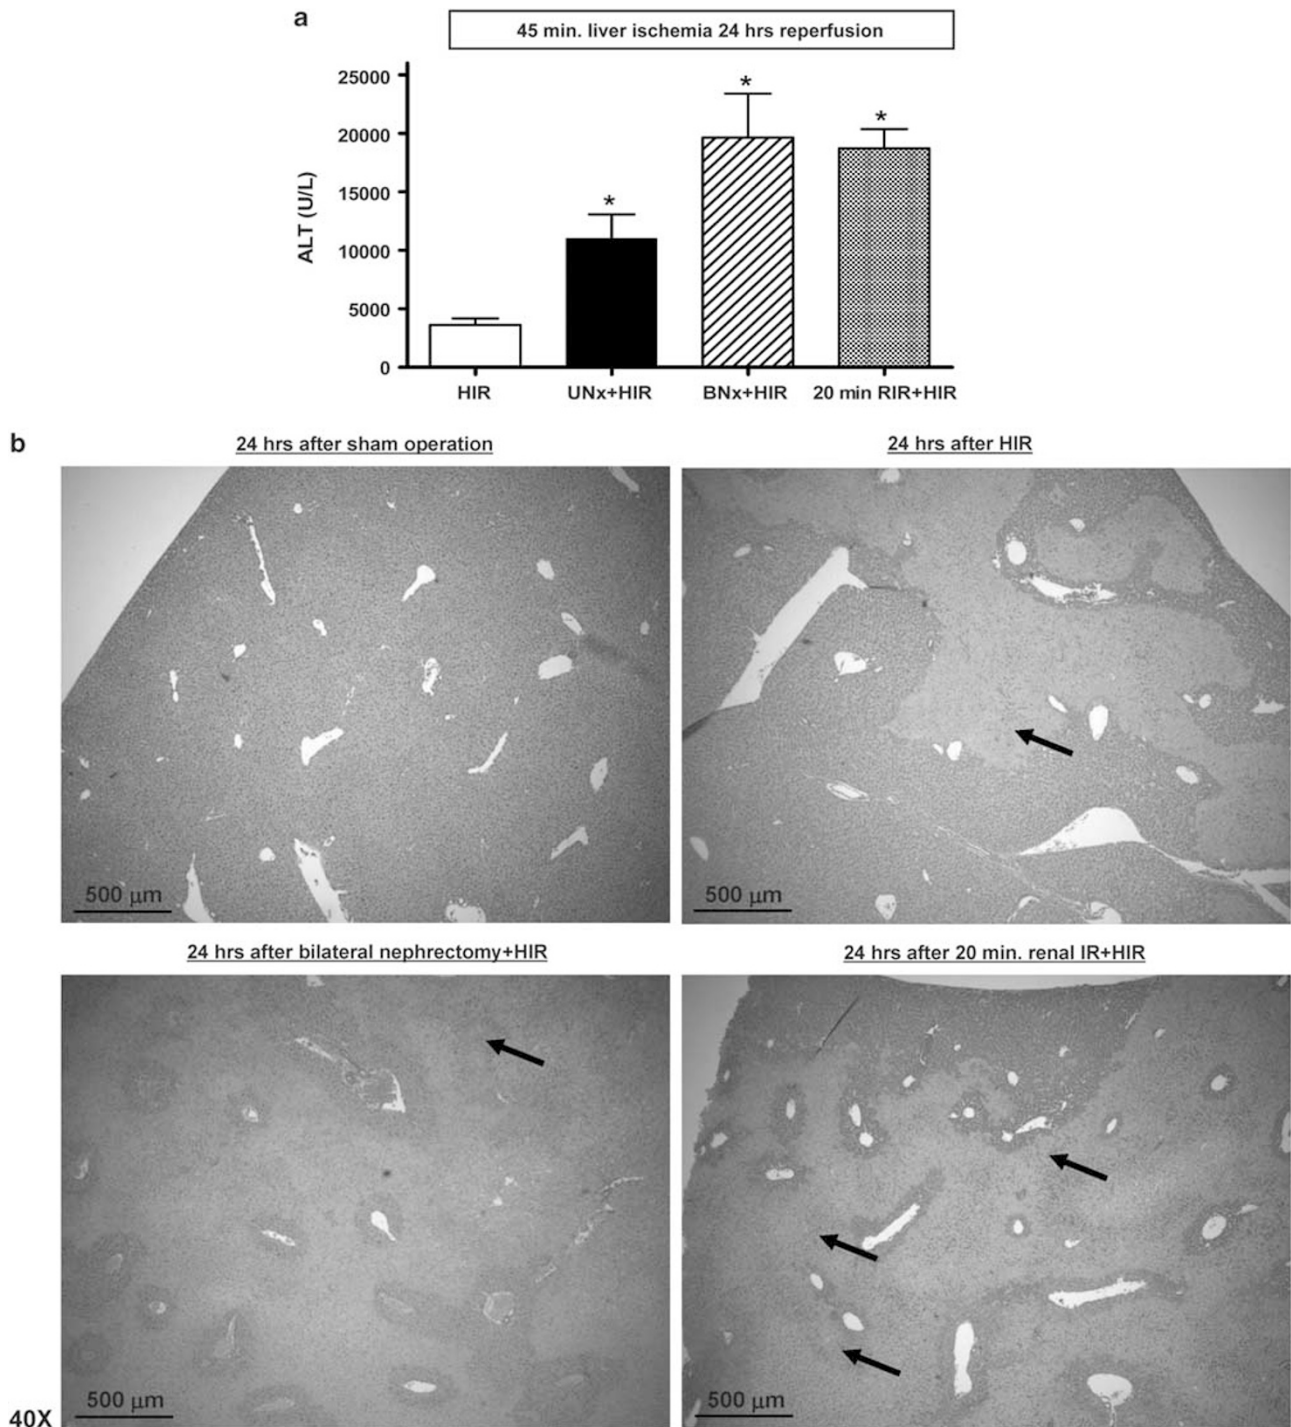 a
45 min. liver ischemia 24 hrs reperfusion
ALT (U/L)
25000
20000
15000
10000
5000
0
*
*
*
HIR
UNx+HIR
BNx+HIR
20 min RIR+HIR
b
24 hrs after sham operation
24 hrs after HIR
500 μm
500 μm
24 hrs after bilateral nephrectomy+HIR
24 hrs after 20 min. renal IR+HIR
500 μm
500 μm
40X